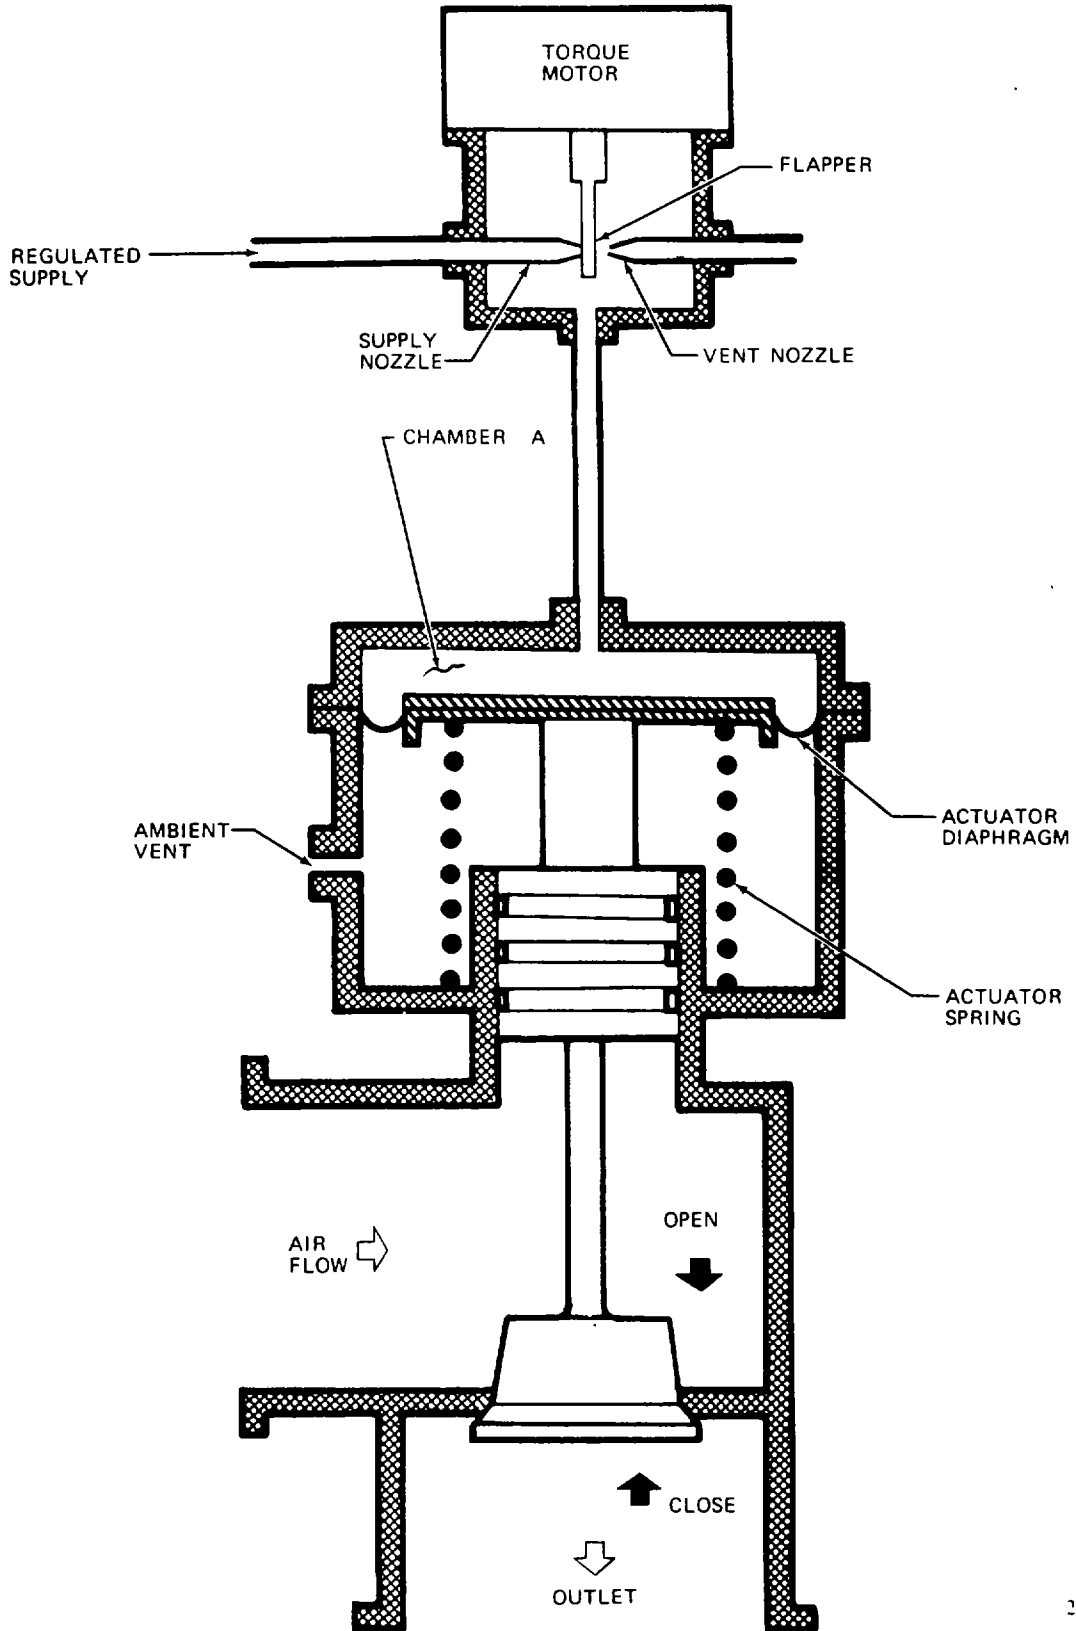 TORQUE
MOTOR
FLAPPER
REGULATED
SUPPLY
SUPPLY
NOZZLE
VENT NOZZLE
CHAMBER A
AMBIENT
VENT
ACTUATOR
DIAPHRAGM
ACTUATOR
SPRING
OPEN
AIR
FLOW
CLOSE
OUTLET